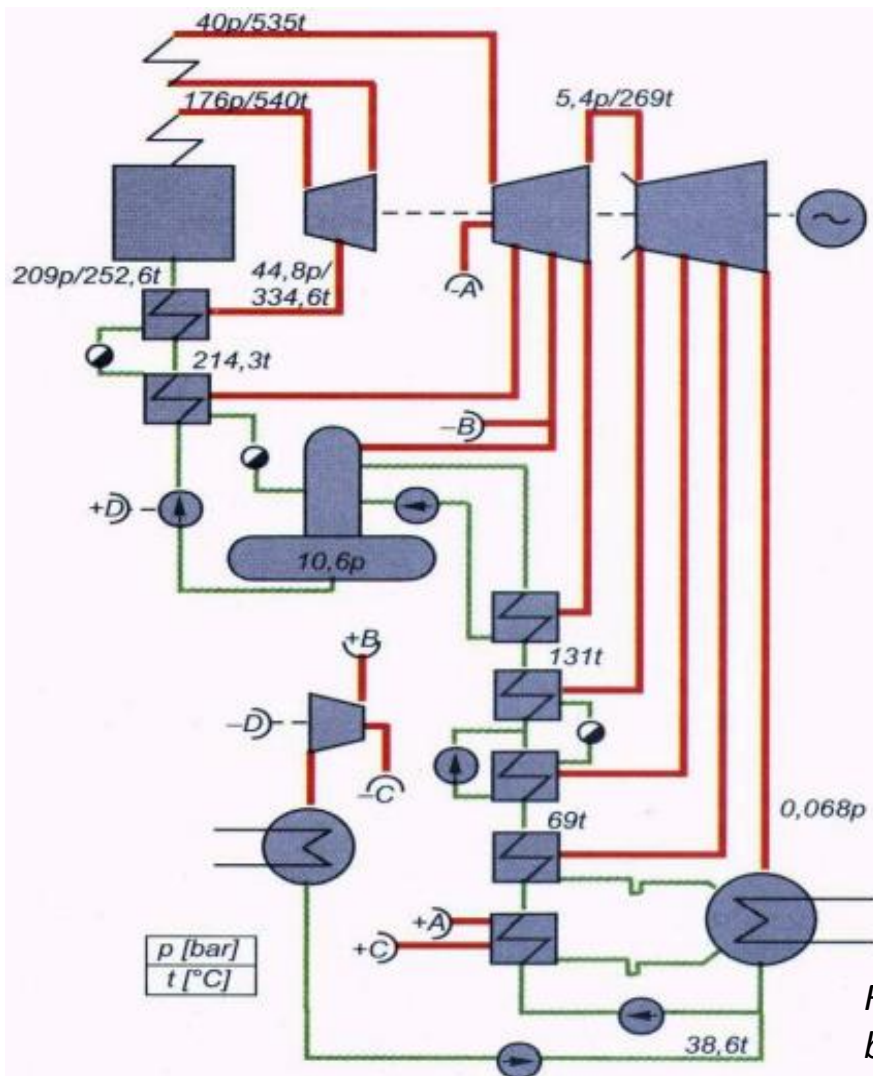 40p/535t
176p/540t
5,4p/269t
209p/252,6t
44,8p/
334,6t
-A
214,3t
-B
+D
10,6p
+B
131t
-D
-C
0,068p
69t
+A
+C
p [bar]
t [°C]
38,6t